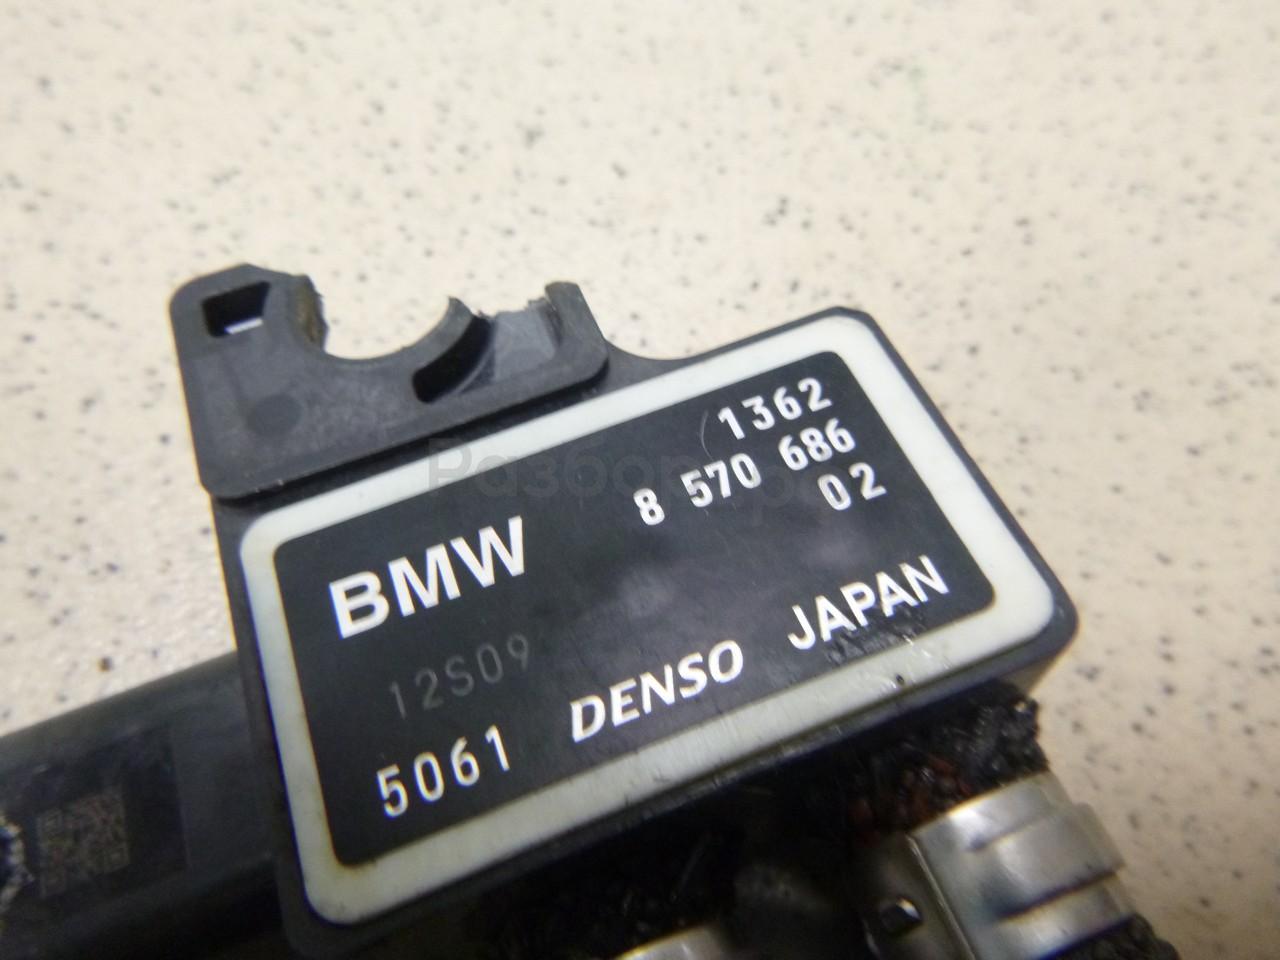 1362
8 570 686
02
BMW
12S09
5061 DENSO JAPAN